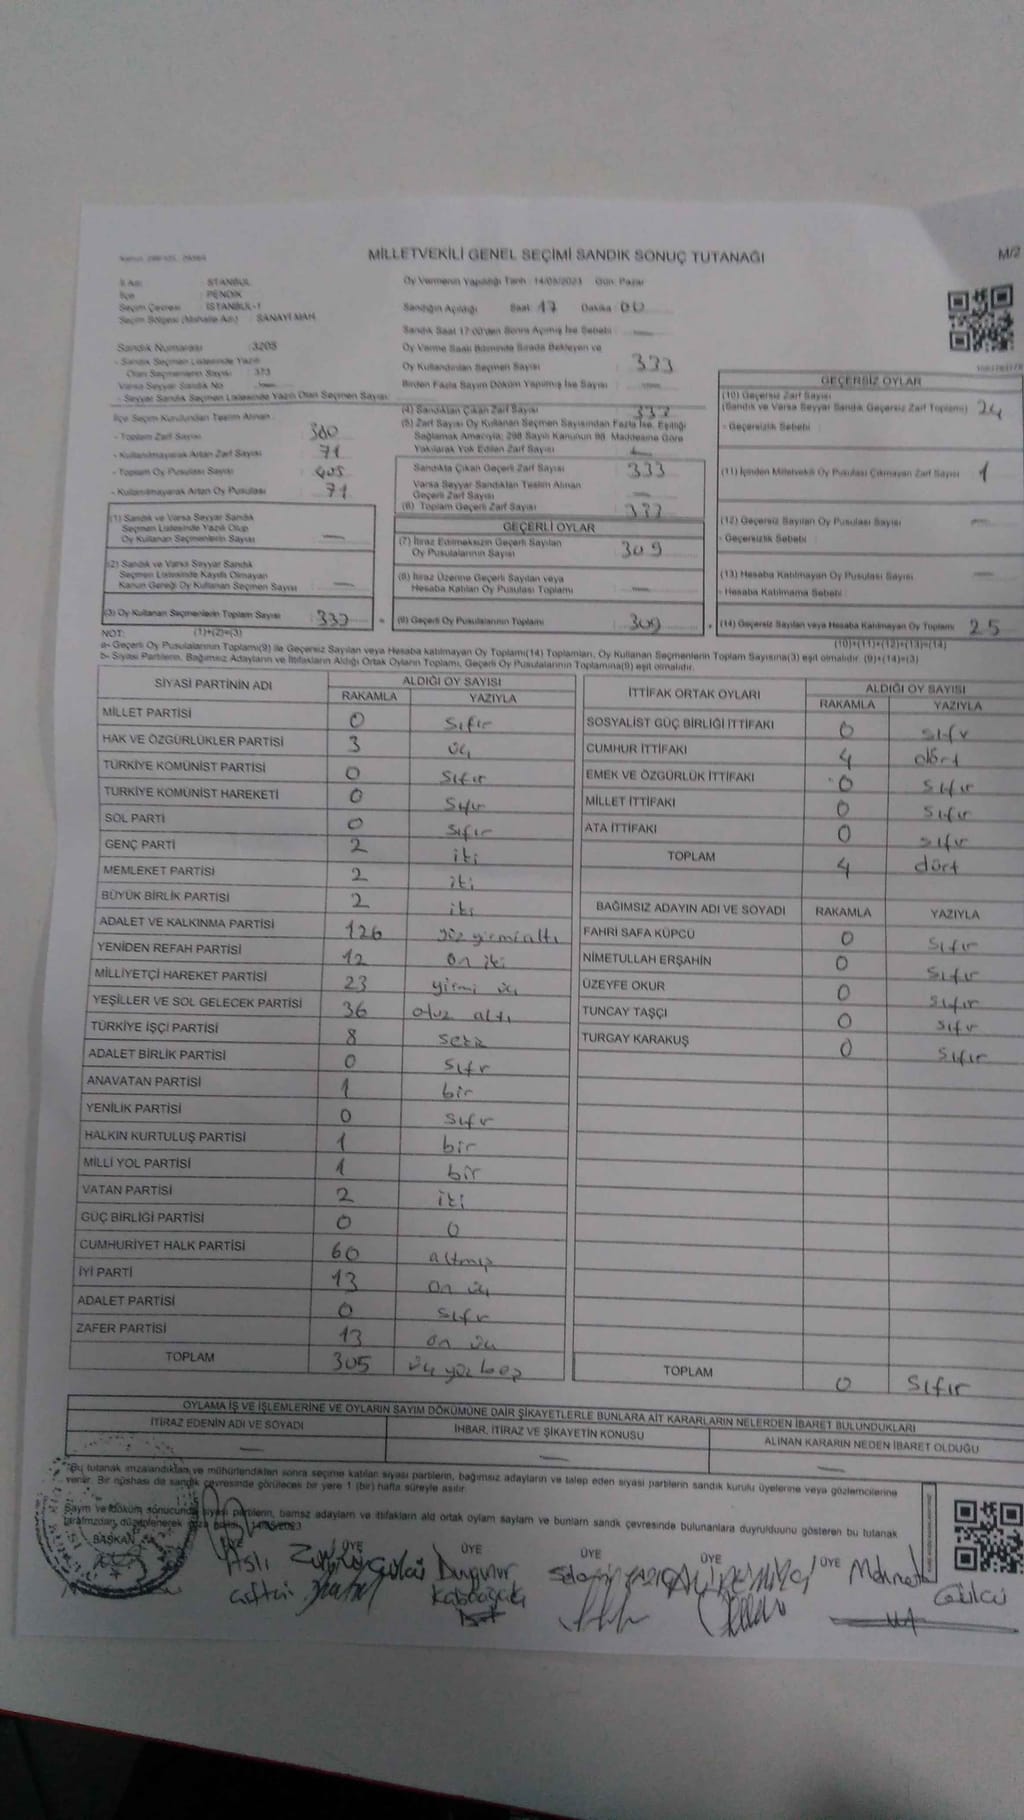 MİLLETVEKİLİ GENEL SEÇİMİ SANDIK SONUÇ TUTANAĞI
M/2
İl Adı : İSTANBUL
İlçe : PENDİK
Seçim Çevresi : İSTANBUL-1
Seçim Bölgesi (Mahalle Adı) : SANAYİ MAH.
Oy Vermenin Yapıldığı Tarih : 14/05/2023 Gün: Pazar
Sandığın Açıldığı Saat 17 Dakika 00
Sandık Saat 17:00'den Sonra Açılmış İse Sebebi : —
Sandık Numarası : 3205
- Sandık Seçmen Listesinde Yazılı
Olan Seçmenlerin Sayısı : 373
Varsa Seyyar Sandık No : —
- Seyyar Sandık Seçmen Listesinde Yazılı Olan Seçmen Sayısı :
Oy Verme Saati Bitiminde Sırada Bekleyen ve
Oy Kullandırılan Seçmen Sayısı 333
Birden Fazla Sayım Döküm Yapılmış İse Sayısı —
İlçe Seçim Kurulundan Teslim Alınan :
- Toplam Zarf Sayısı 380
- Kullanılmayarak Artan Zarf Sayısı 71
- Toplam Oy Pusulası Sayısı 405
- Kullanılmayarak Artan Oy Pusulası 71
(1) Sandık ve Varsa Seyyar Sandık
Seçmen Listesinde Yazılı Olup
Oy Kullanan Seçmenlerin Sayısı —
(2) Sandık ve Varsa Seyyar Sandık
Seçmen Listesinde Kayıtlı Olmayan
Kanun Gereği Oy Kullanan Seçmen Sayısı —
(3) Oy Kullanan Seçmenlerin Toplam Sayısı 333
(4) Sandıktan Çıkan Zarf Sayısı 333
(5) Zarf Sayısı Oy Kullanan Seçmen Sayısından Fazla İse, Eşitliği
Sağlamak Amacıyla; 298 Sayılı Kanunun 98. Maddesine Göre
Yakılarak Yok Edilen Zarf Sayısı —
Sandıkta Çıkan Geçerli Zarf Sayısı 333
Varsa Seyyar Sandıktan Teslim Alınan
Geçerli Zarf Sayısı —
(6) Toplam Geçerli Zarf Sayısı 333
GEÇERLİ OYLAR
(7) İtiraz Edilmeksizin Geçerli Sayılan
Oy Pusulalarının Sayısı 309
(8) İtiraz Üzerine Geçerli Sayılan veya
Hesaba Katılan Oy Pusulası Toplamı —
(9) Geçerli Oy Pusulalarının Toplamı 309
GEÇERSİZ OYLAR
(10) Geçersiz Zarf Sayısı
(Sandık ve Varsa Seyyar Sandık Geçersiz Zarf Toplamı) 24
- Geçersizlik Sebebi :
(11) İçinden Milletvekili Oy Pusulası Çıkmayan Zarf Sayısı 1
(12) Geçersiz Sayılan Oy Pusulası Sayısı —
- Geçersizlik Sebebi :
(13) Hesaba Katılmayan Oy Pusulası Sayısı —
- Hesaba Katılmama Sebebi :
(14) Geçersiz Sayılan veya Hesaba Katılmayan Oy Toplamı 25
NOT: (1)+(2)=(3) (10)+(11)+(12)+(13)=(14)
a- Geçerli Oy Pusulalarının Toplamı(9) ile Geçersiz Sayılan veya Hesaba katılmayan Oy Toplamı(14) Toplamları, Oy Kullanan Seçmenlerin Toplam Sayısına(3) eşit olmalıdır. (9)+(14)=(3)
b- Siyasi Partilerin, Bağımsız Adayların ve İttifakların Aldığı Ortak Oyların Toplamı, Geçerli Oy Pusulalarının Toplamına(9) eşit olmalıdır.
SİYASİ PARTİNİN ADI ALDIĞI OY SAYISI
RAKAMLA YAZIYLA
MİLLET PARTİSİ 0 sıfır
HAK VE ÖZGÜRLÜKLER PARTİSİ 3 üç
TÜRKİYE KOMÜNİST PARTİSİ 0 sıfır
TÜRKİYE KOMÜNİST HAREKETİ 0 sıfır
SOL PARTİ 0 sıfır
GENÇ PARTİ 2 iki
MEMLEKET PARTİSİ 2 iki
BÜYÜK BİRLİK PARTİSİ 2 iki
ADALET VE KALKINMA PARTİSİ 126 yüz yirmi altı
YENİDEN REFAH PARTİSİ 12 on iki
MİLLİYETÇİ HAREKET PARTİSİ 23 yirmi üç
YEŞİLLER VE SOL GELECEK PARTİSİ 36 otuz altı
TÜRKİYE İŞÇİ PARTİSİ 8 sekiz
ADALET BİRLİK PARTİSİ 0 sıfır
ANAVATAN PARTİSİ 1 bir
YENİLİK PARTİSİ 0 sıfır
HALKIN KURTULUŞ PARTİSİ 1 bir
MİLLİ YOL PARTİSİ 1 bir
VATAN PARTİSİ 2 iki
GÜÇ BİRLİĞİ PARTİSİ 0 0
CUMHURİYET HALK PARTİSİ 60 altmış
İYİ PARTİ 13 on üç
ADALET PARTİSİ 0 sıfır
ZAFER PARTİSİ 13 on üç
TOPLAM 305 üç yüz beş
İTTİFAK ORTAK OYLARI ALDIĞI OY SAYISI
RAKAMLA YAZIYLA
SOSYALİST GÜÇ BİRLİĞİ İTTİFAKI 0 sıfır
CUMHUR İTTİFAKI 4 dört
EMEK VE ÖZGÜRLÜK İTTİFAKI 0 sıfır
MİLLET İTTİFAKI 0 sıfır
ATA İTTİFAKI 0 sıfır
TOPLAM 4 dört
BAĞIMSIZ ADAYIN ADI VE SOYADI RAKAMLA YAZIYLA
FAHRİ SAFA KÜPCÜ 0 sıfır
NİMETULLAH ERŞAHİN 0 sıfır
ÜZEYFE OKUR 0 sıfır
TUNCAY TAŞÇI 0 sıfır
TURGAY KARAKUŞ 0 sıfır
TOPLAM 0 sıfır
OYLAMA İŞ VE İŞLEMLERİNE VE OYLARIN SAYIM DÖKÜMÜNE DAİR ŞİKAYETLERLE BUNLARA AİT KARARLARIN NELERDEN İBARET BULUNDUKLARI
İTİRAZ EDENİN ADI VE SOYADI İHBAR, İTİRAZ VE ŞİKAYETİN KONUSU ALINAN KARARIN NEDEN İBARET OLDUĞU
— — —
Bu tutanak imzalandıktan ve mühürlendikten sonra seçime katılan siyasi partilerin, bağımsız adayların ve talep eden siyasi partilerin sandık kurulu üyelerine veya gözlemcilerine
verilir. Bir nüshası da sandık çevresinde görülecek bir yere 1 (bir) hafta süreyle asılır.
Sayım ve döküm sonucunda siyasi partilerin, bamsz adaylarn ve ittifakların ald ortak oylarn saylarn ve bunlarn sandk çevresinde bulunanlara duyrulduunu gösteren bu tutanak
tarafmzdan düzenlenerek 14/05/2023
BAŞKAN ÜYE ÜYE ÜYE ÜYE ÜYE
Aslı Duygunur Mehmet
Kabadayı Gülcü